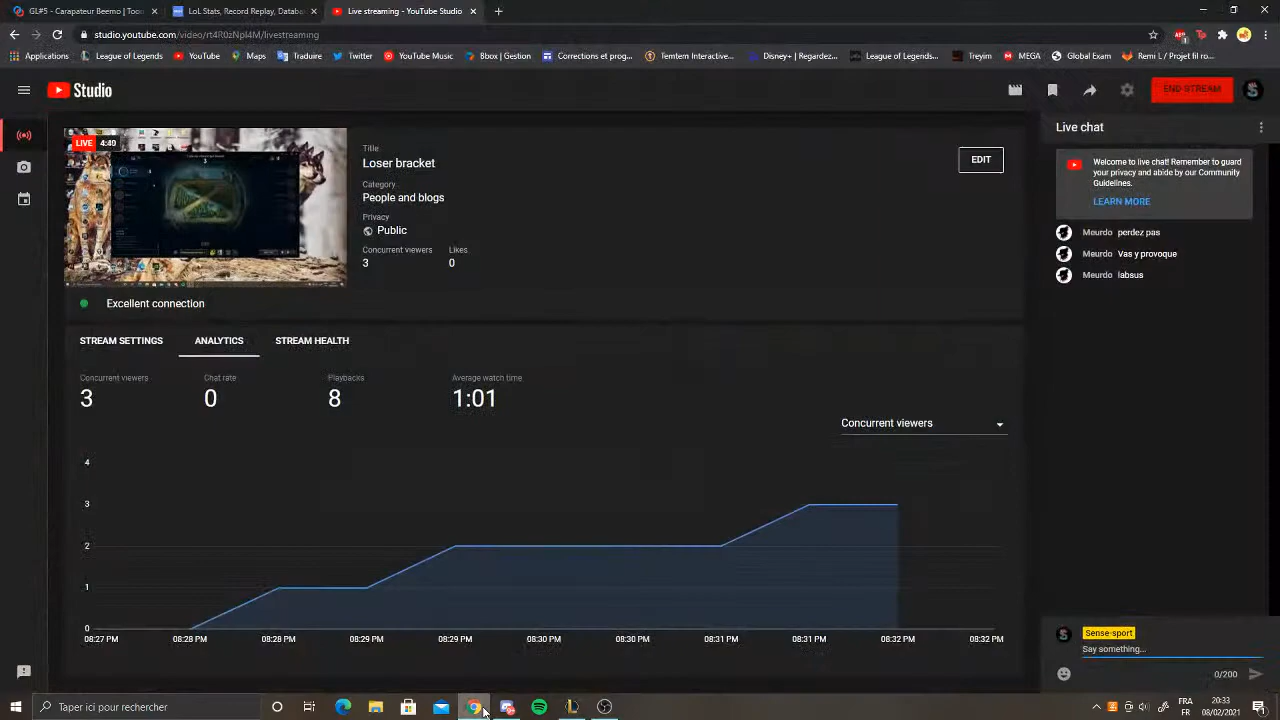 GL#5 - Carapateur Beemo | Too
LoL Stats, Record Replay, Databa
Live streaming - YouTube Studio
studio.youtube.com/video/rt4R0zNpl4M/livestreaming
Applications
League of Legends
YouTube
Maps
Traduire
Twitter
YouTube Music
Bbox | Gestion
Corrections et prog...
Temtem Interactive...
Disney+ | Regardez...
League of Legends...
Treyim
MEGA
Global Exam
Remi L / Projet fil ro...
Studio
END STREAM
LIVE 4:49
Title
Loser bracket
EDIT
Category
People and blogs
Privacy
Public
Concurrent viewers
Likes
3
0
Excellent connection
Live chat
Welcome to live chat! Remember to guard
your privacy and abide by our Community
Guidelines.
LEARN MORE
Meurdo perdez pas
Meurdo Vas y provoque
Meurdo labsus
STREAM SETTINGS
ANALYTICS
STREAM HEALTH
Concurrent viewers
Chat rate
Playbacks
Average watch time
3
0
8
1:01
Concurrent viewers
4
3
2
1
0
08:27 PM
08:28 PM
08:28 PM
08:29 PM
08:29 PM
08:30 PM
08:30 PM
08:31 PM
08:31 PM
08:32 PM
08:32 PM
Sense-sport
Say something...
0/200
Taper ici pour rechercher
FRA
FR
20:33
08/02/2021